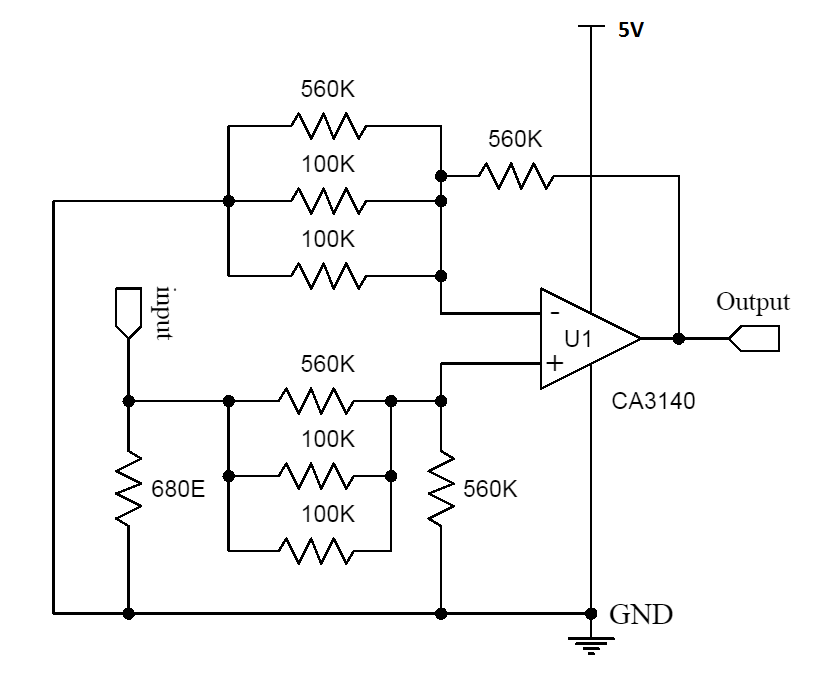 5V
560K
560K
100K
100K
input
Output
-
U1
+
560K
CA3140
100K
680E
560K
100K
GND